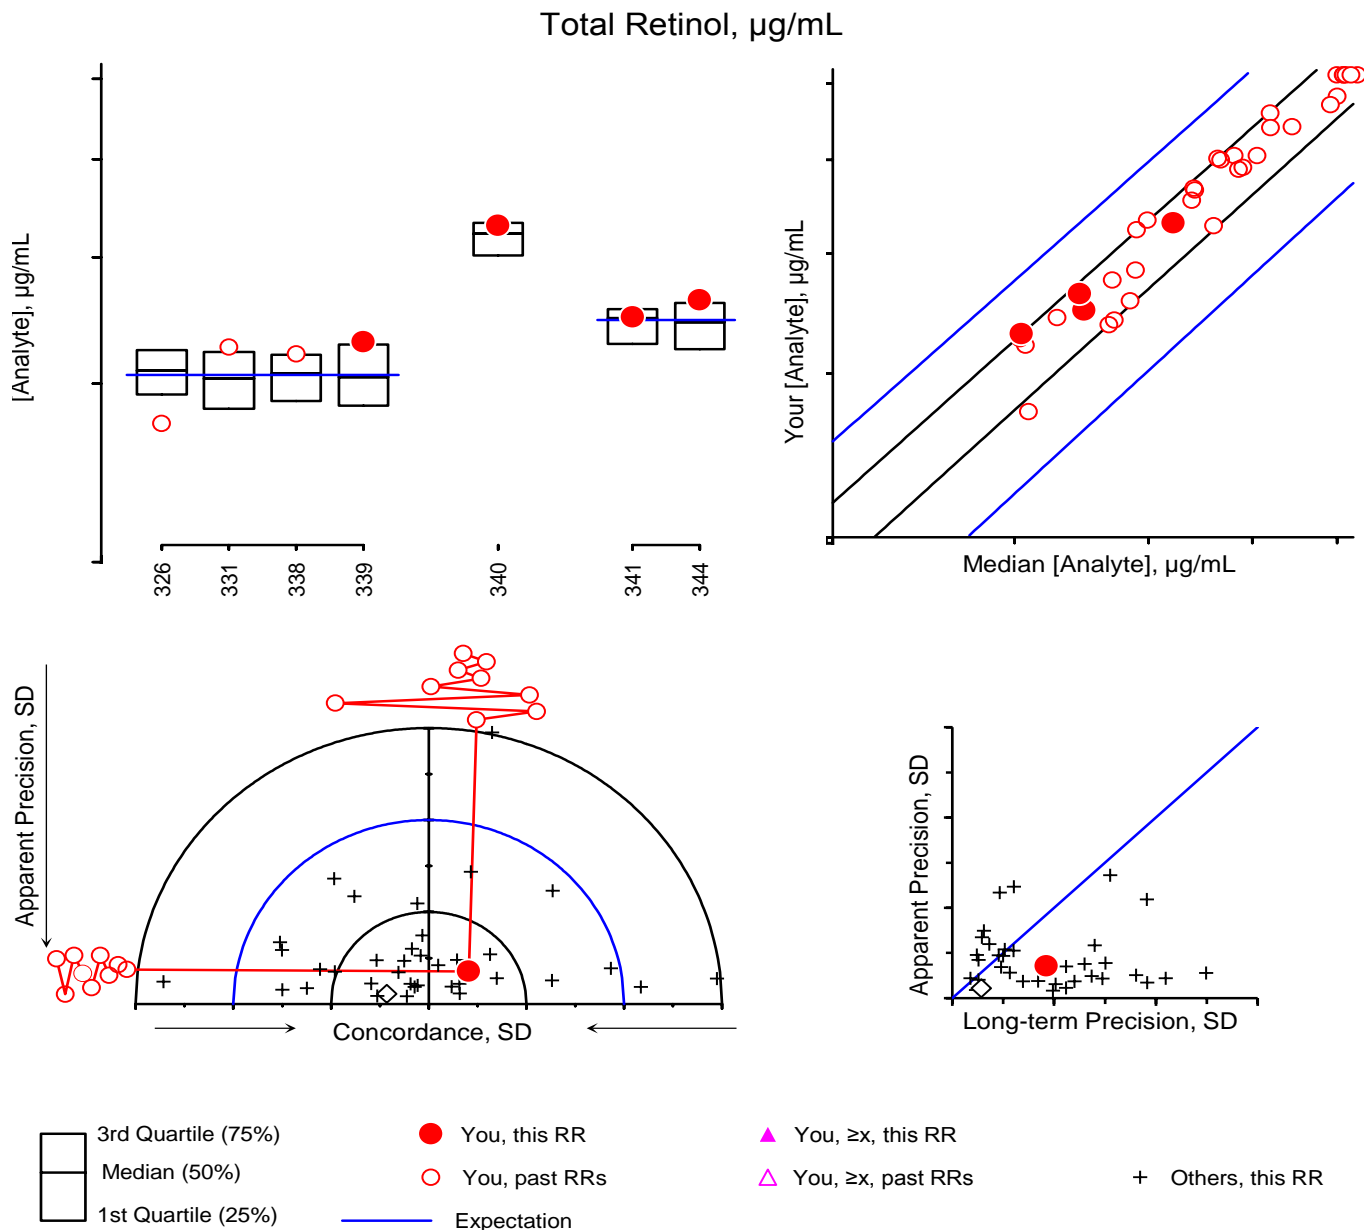 Total Retinol, µg/mL
[Analyte], µg/mL
326
331
338
339
340
341
344
Your [Analyte], µg/mL
Median [Analyte], µg/mL
Apparent Precision, SD
Concordance, SD
Apparent Precision, SD
Long-term Precision, SD
3rd Quartile (75%)
Median (50%)
1st Quartile (25%)
You, this RR
You, past RRs
Expectation
You, ≥x, this RR
You, ≥x, past RRs
Others, this RR